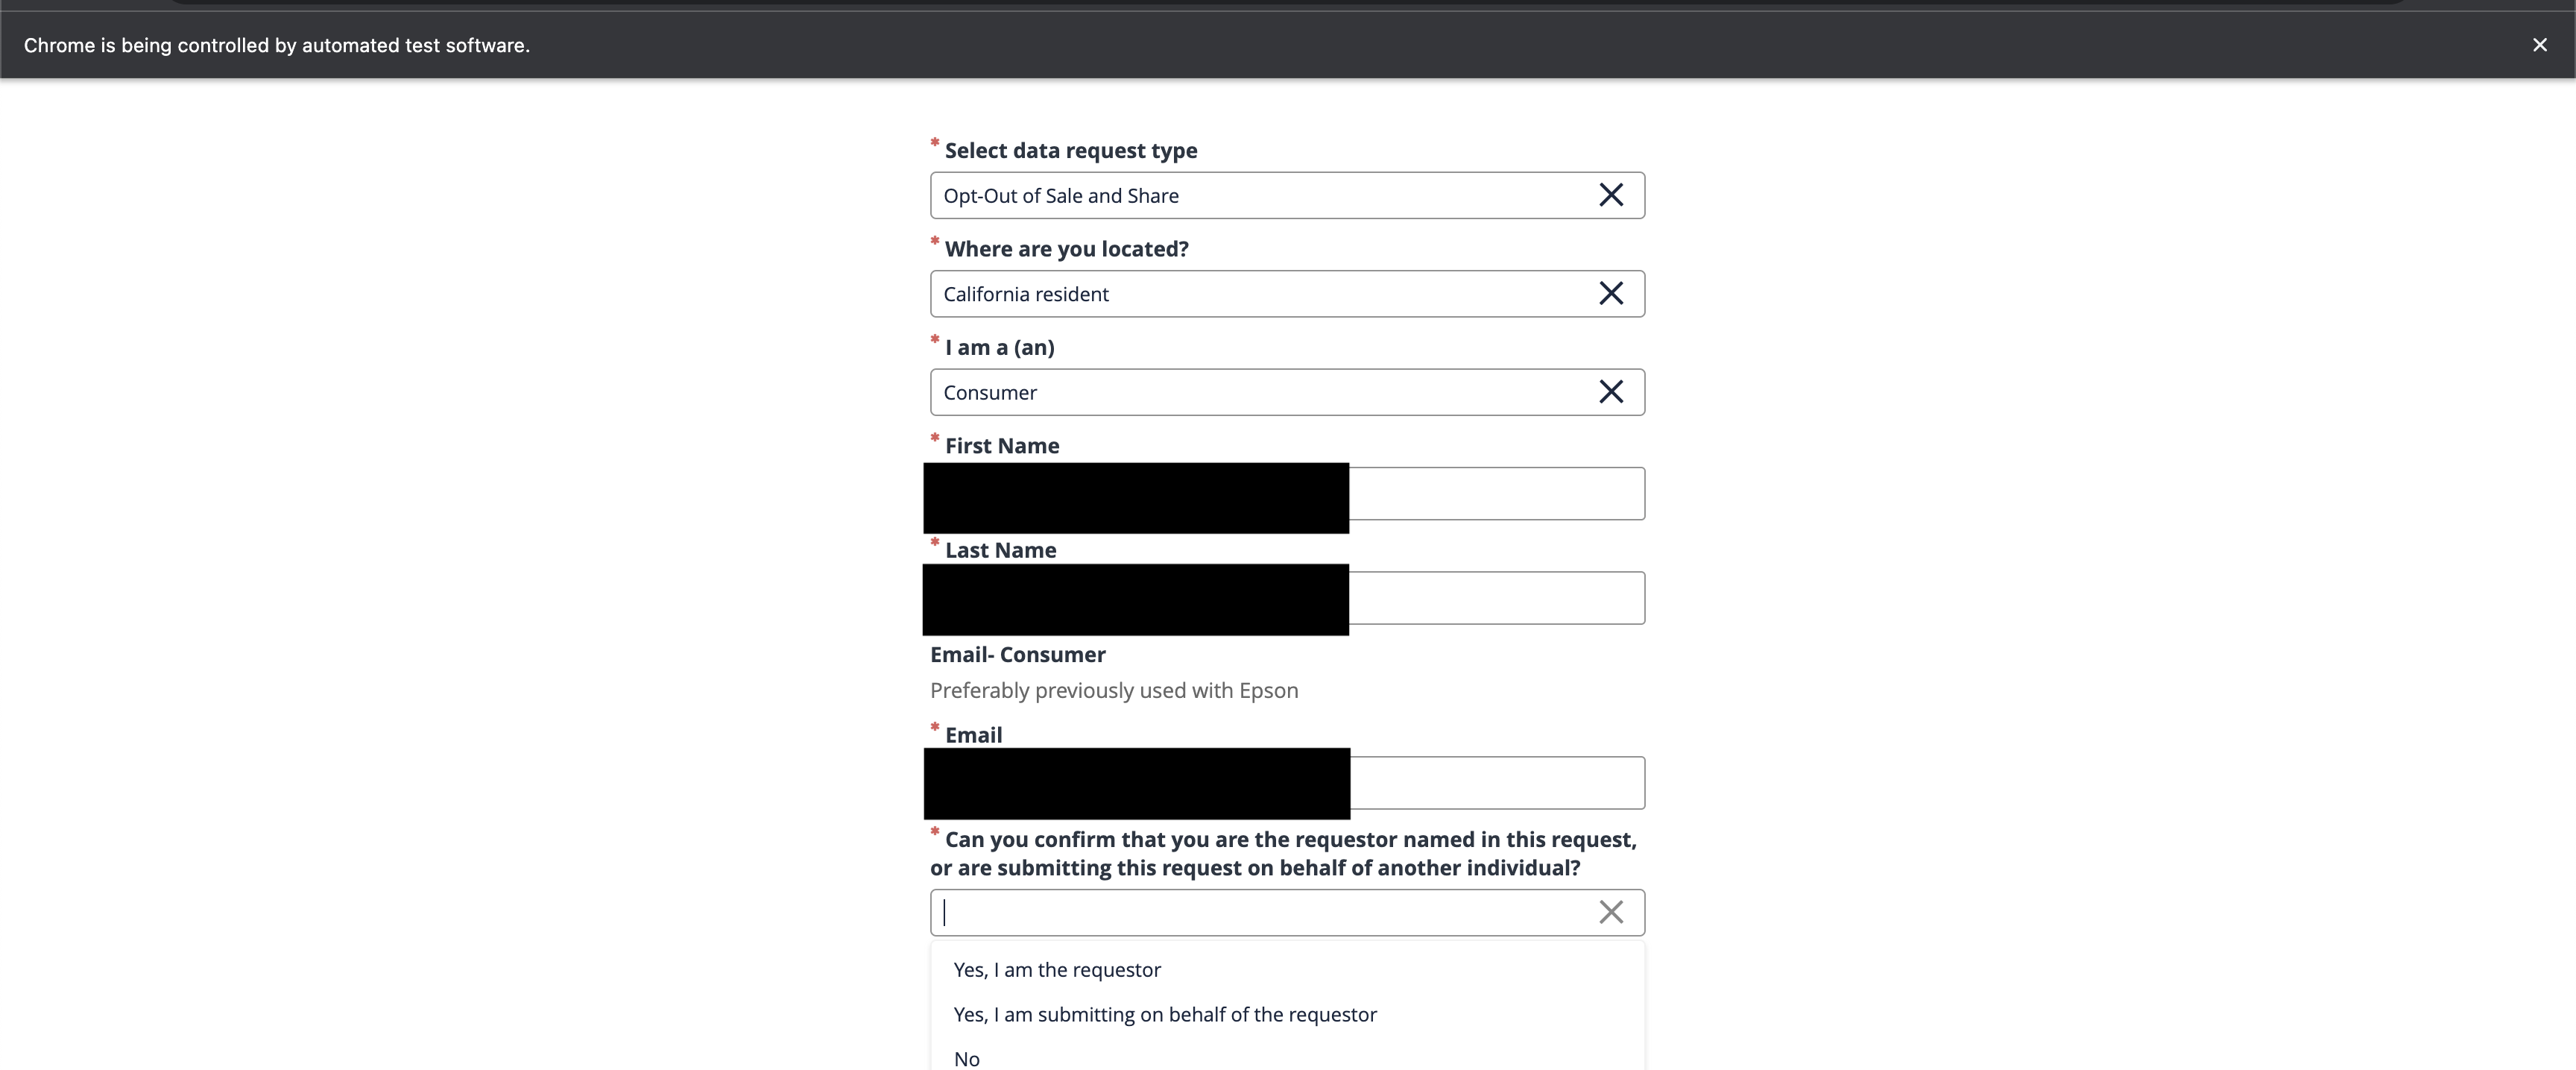 Chrome is being controlled by automated test software.
* Select data request type
Opt-Out of Sale and Share
* Where are you located?
California resident
* I am a (an)
Consumer
* First Name
* Last Name
Email- Consumer
Preferably previously used with Epson
* Email
* Can you confirm that you are the requestor named in this request,
or are submitting this request on behalf of another individual?
Yes, I am the requestor
Yes, I am submitting on behalf of the requestor
No